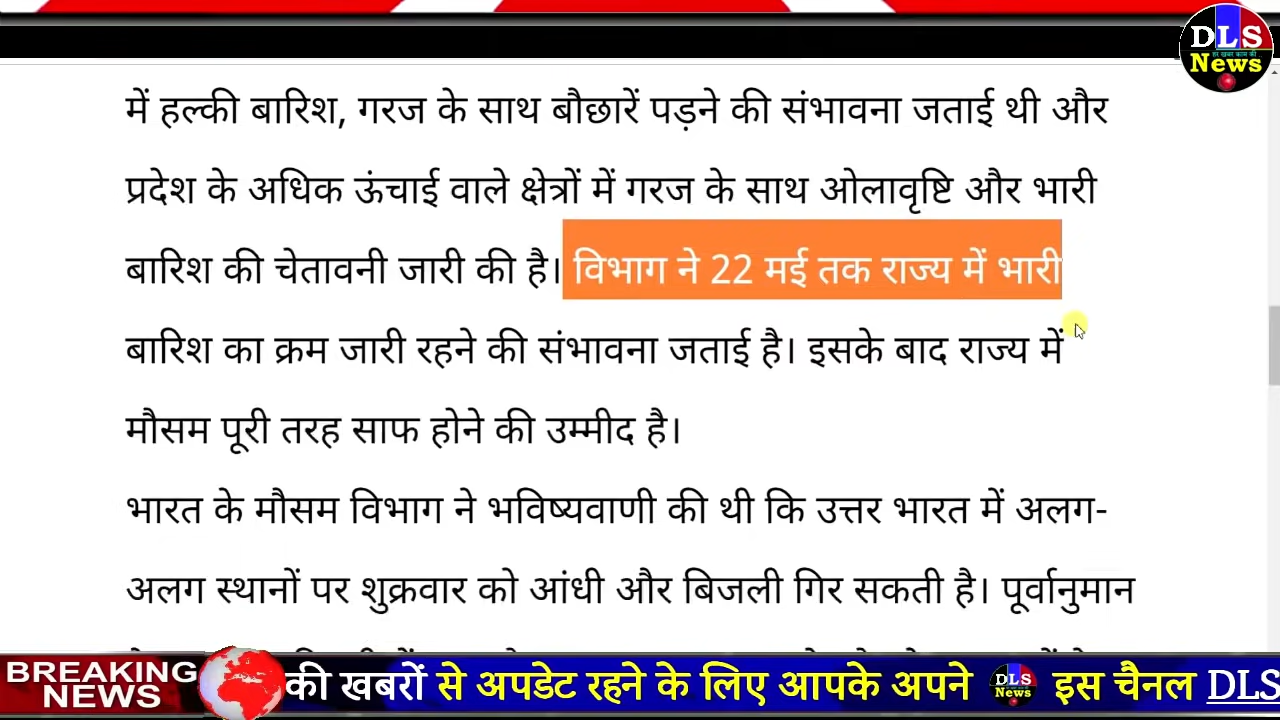 DLS
News
में हल्की बारिश, गरज के साथ बौछारें पड़ने की संभावना जताई थी और
प्रदेश के अधिक ऊंचाई वाले क्षेत्रों में गरज के साथ ओलावृष्टि और भारी
बारिश की चेतावनी जारी की है। विभाग ने 22 मई तक राज्य में भारी
बारिश का क्रम जारी रहने की संभावना जताई है। इसके बाद राज्य में
मौसम पूरी तरह साफ होने की उम्मीद है।
भारत के मौसम विभाग ने भविष्यवाणी की थी कि उत्तर भारत में अलग-
अलग स्थानों पर शुक्रवार को आंधी और बिजली गिर सकती है। पूर्वानुमान
BREAKING
NEWS
की खबरों से अपडेट रहने के लिए आपके अपने DLS News इस चैनल DLS